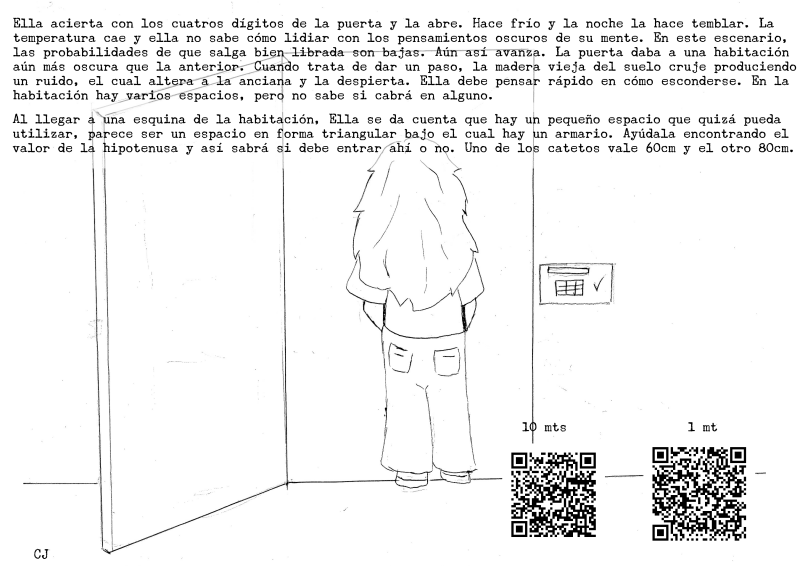 Ella acierta con los cuatros dígitos de la puerta y la abre. Hace frío y la noche la hace temblar. La
temperatura cae y ella no sabe cómo lidiar con los pensamientos oscuros de su mente. En este escenario,
las probabilidades de que salga bien librada son bajas. Aún así avanza. La puerta daba a una habitación
aún más oscura que la anterior. Cuando trata de dar un paso, la madera vieja del suelo cruje produciendo
un ruido, el cual altera a la anciana y la despierta. Ella debe pensar rápido en cómo esconderse. En la
habitación hay varios espacios, pero no sabe si cabrá en alguno.
Al llegar a una esquina de la habitación, Ella se da cuenta que hay un pequeño espacio que quizá pueda
utilizar, parece ser un espacio en forma triangular bajo el cual hay un armario. Ayúdala encontrando el
valor de la hipotenusa y así sabrá si debe entrar ahí o no. Uno de los catetos vale 60cm y el otro 80cm.
10 mts
1 mt
CJ